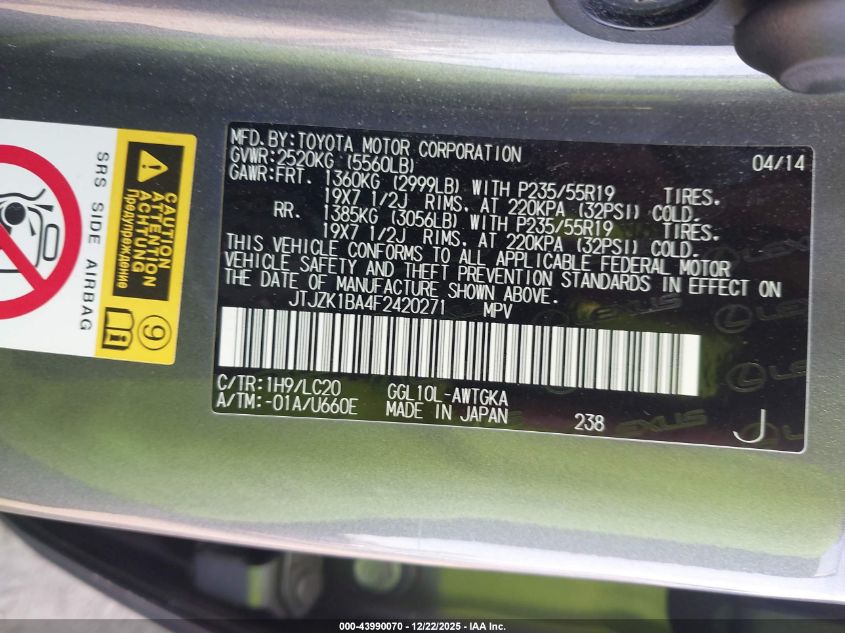 MFD.BY:TOYOTA MOTOR CORPORATION 04/14
GVWR:2520KG (5560LB)
GAWR:FRT. 1360KG (2999LB) WITH P235/55R19 TIRES.
19X7 1/2J RIMS. AT 220KPA (32PSI) COLD.
RR. 1385KG (3056LB) WITH P235/55R19 TIRES.
19X7 1/2J RIMS. AT 220KPA (32PSI) COLD.
THIS VEHICLE CONFORMS TO ALL APPLICABLE FEDERAL MOTOR
VEHICLE SAFETY AND THEFT PREVENTION STANDARDS IN EFFECT ON
THE DATE OF MANUFACTURE SHOWN ABOVE.
JTJZK1BA4F2420271 MPV
C/TR:1H9/LC20 GGL10L-AWTGKA
A/TM:-01A/U660E MADE IN JAPAN 238 J
LEXUS
LEXUS
SRS SIDE AIRBAG
CAUTION
ATTENTION
ACHTUNG
Предупреждение
9
000-43990070 - 12/22/2025 - IAA Inc.